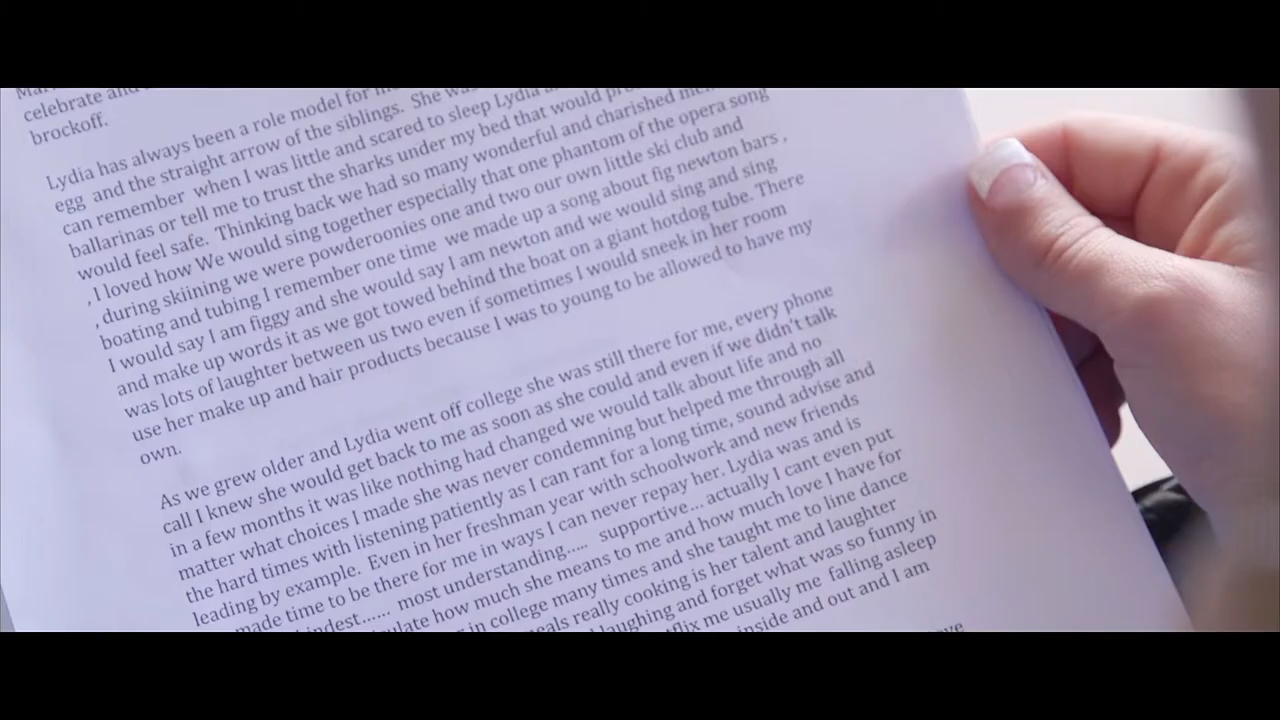 celebrate and
brockoff.
Lydia has always been a role model for
egg and the straight arrow of the siblings. She was
can remember when I was little and scared to sleep Lydia
ballarinas or tell me to trust the sharks under my bed that would
would feel safe. Thinking back we had so many wonderful and charished
, I loved how We would sing together especially that one phantom of the opera song
, during skiining we were powderoonies one and two our own little ski club and
boating and tubing I remember one time we made up a song about fig newton bars ,
I would say I am figgy and she would say I am newton and we would sing and sing
and make up words it as we got towed behind the boat on a giant hotdog tube. There
was lots of laughter between us two even if sometimes I would sneek in her room
use her make up and hair products because I was to young to be allowed to have my
own.
As we grew older and Lydia went off college she was still there for me, every phone
call I knew she would get back to me as soon as she could and even if we didn't talk
in a few months it was like nothing had changed we would talk about life and no
matter what choices I made she was never condemning but helped me through all
the hard times with listening patiently as I can rant for a long time, sound advise and
leading by example. Even in her freshman year with schoolwork and new friends
made time to be there for me in ways I can never repay her. Lydia was and is
most understanding..... supportive... actually I cant even put
how much she means to me and how much love I have for
in college many times and she taught me to line dance
really cooking is her talent and laughter
laughing and forget what was so funny in
me usually me falling asleep
inside and out and I am